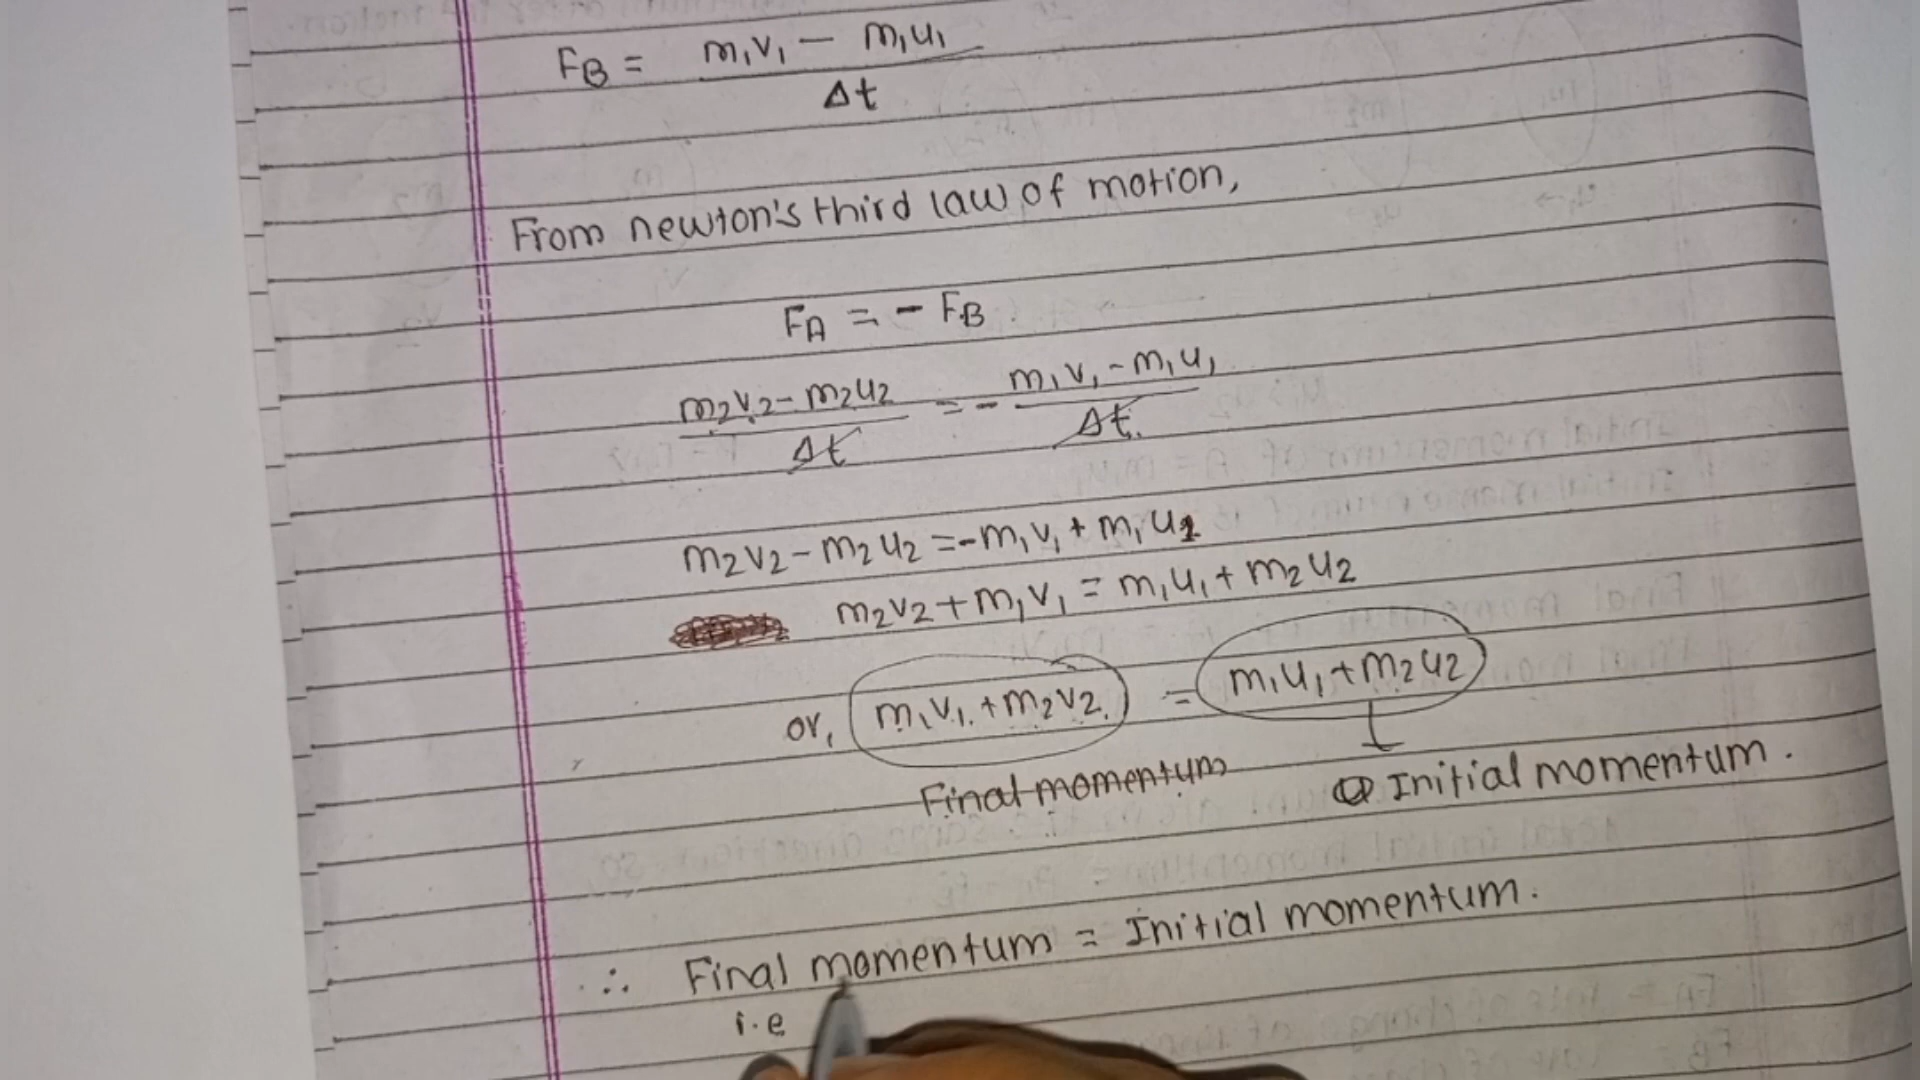 FB = m₁v₁ − m₁u₁ / Δt
From newton's third law of motion,
FA = − FB
m₂v₂ − m₂u₂ / Δt = − m₁v₁ − m₁u₁ / Δt
m₂v₂ − m₂u₂ = −m₁v₁ + m₁u₁
m₂v₂ + m₁v₁ = m₁u₁ + m₂u₂
or, m₁v₁ + m₂v₂ = m₁u₁ + m₂u₂
Final momentum Initial momentum.
∴ Final momentum = Initial momentum.
i.e